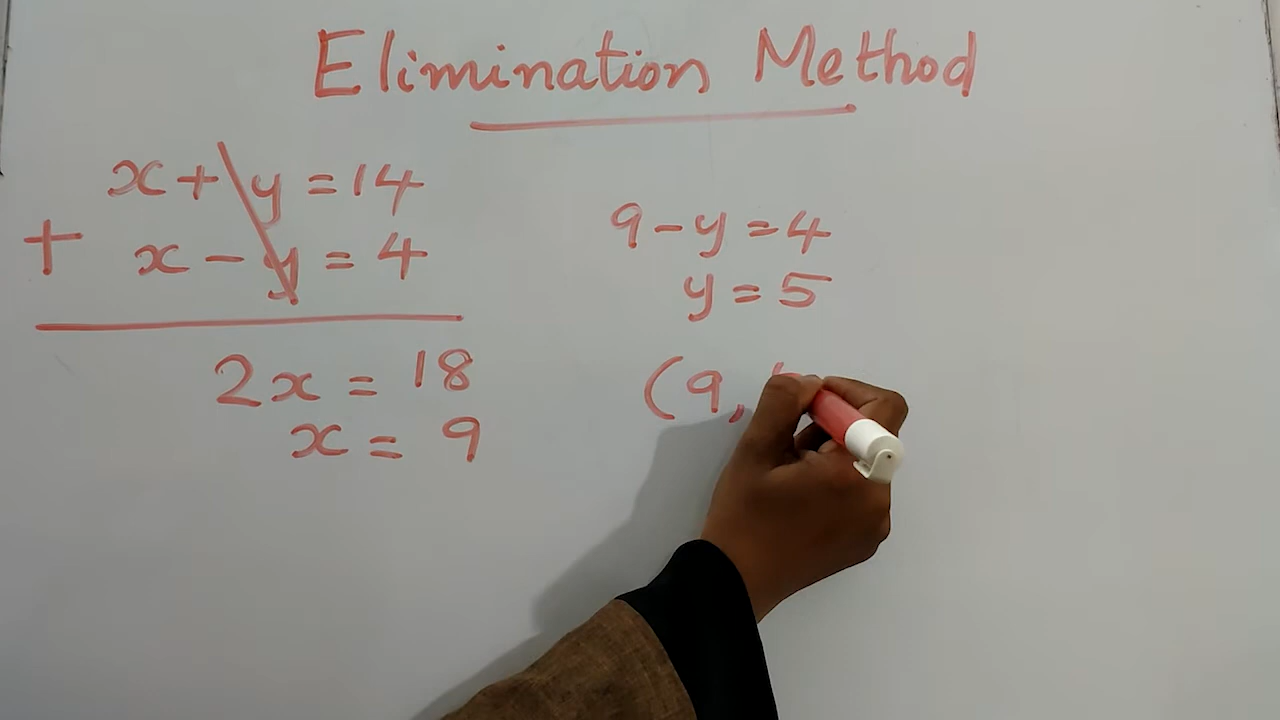 Elimination Method
x + y = 14
+ x - y = 4
2x = 18
x = 9
9 - y = 4
y = 5
(9,